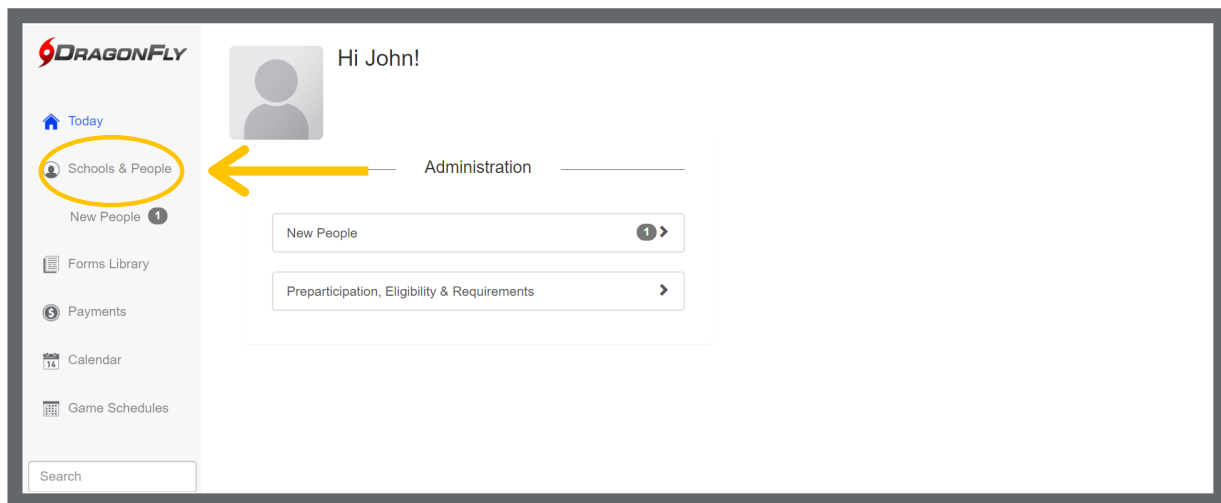 DRAGONFLY
Hi John!
Today
Schools & People
New People 1
Forms Library
Payments
14 Calendar
Game Schedules
Search
Administration
New People 1
Preparticipation, Eligibility & Requirements